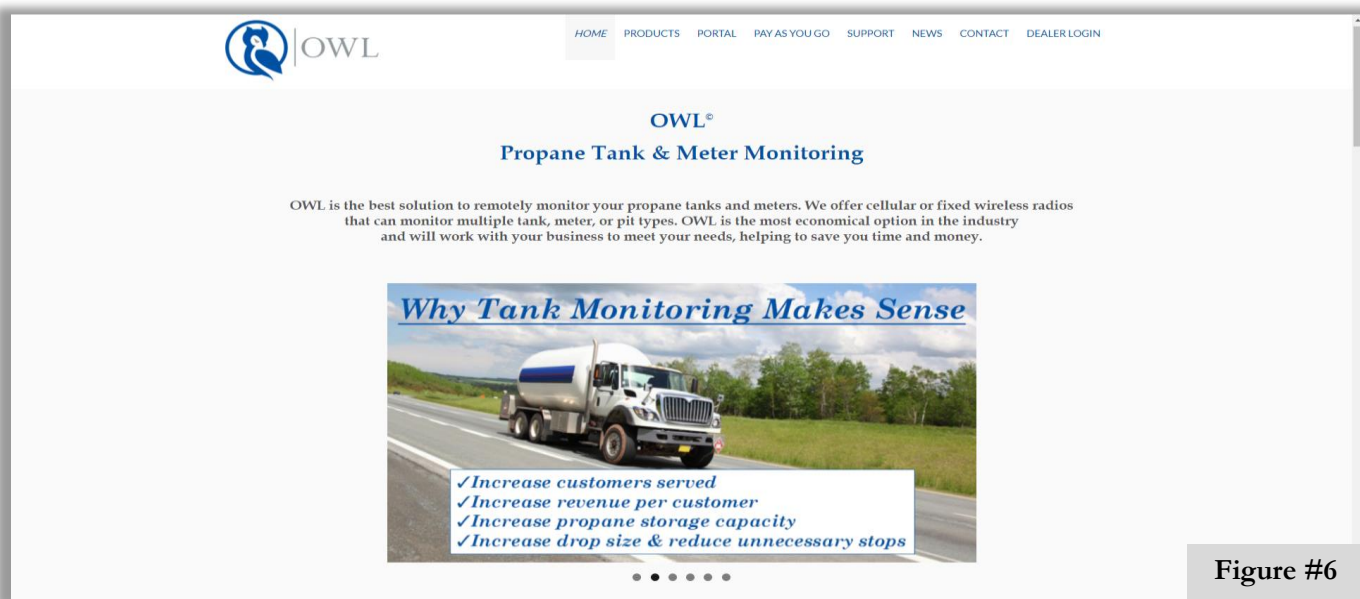 OWL
HOME PRODUCTS PORTAL PAY AS YOU GO SUPPORT NEWS CONTACT DEALER LOGIN
OWL©
Propane Tank & Meter Monitoring
OWL is the best solution to remotely monitor your propane tanks and meters. We offer cellular or fixed wireless radios
that can monitor multiple tank, meter, or pit types. OWL is the most economical option in the industry
and will work with your business to meet your needs, helping to save you time and money.
Why Tank Monitoring Makes Sense
✓Increase customers served
✓Increase revenue per customer
✓Increase propane storage capacity
✓Increase drop size & reduce unnecessary stops
Figure #6